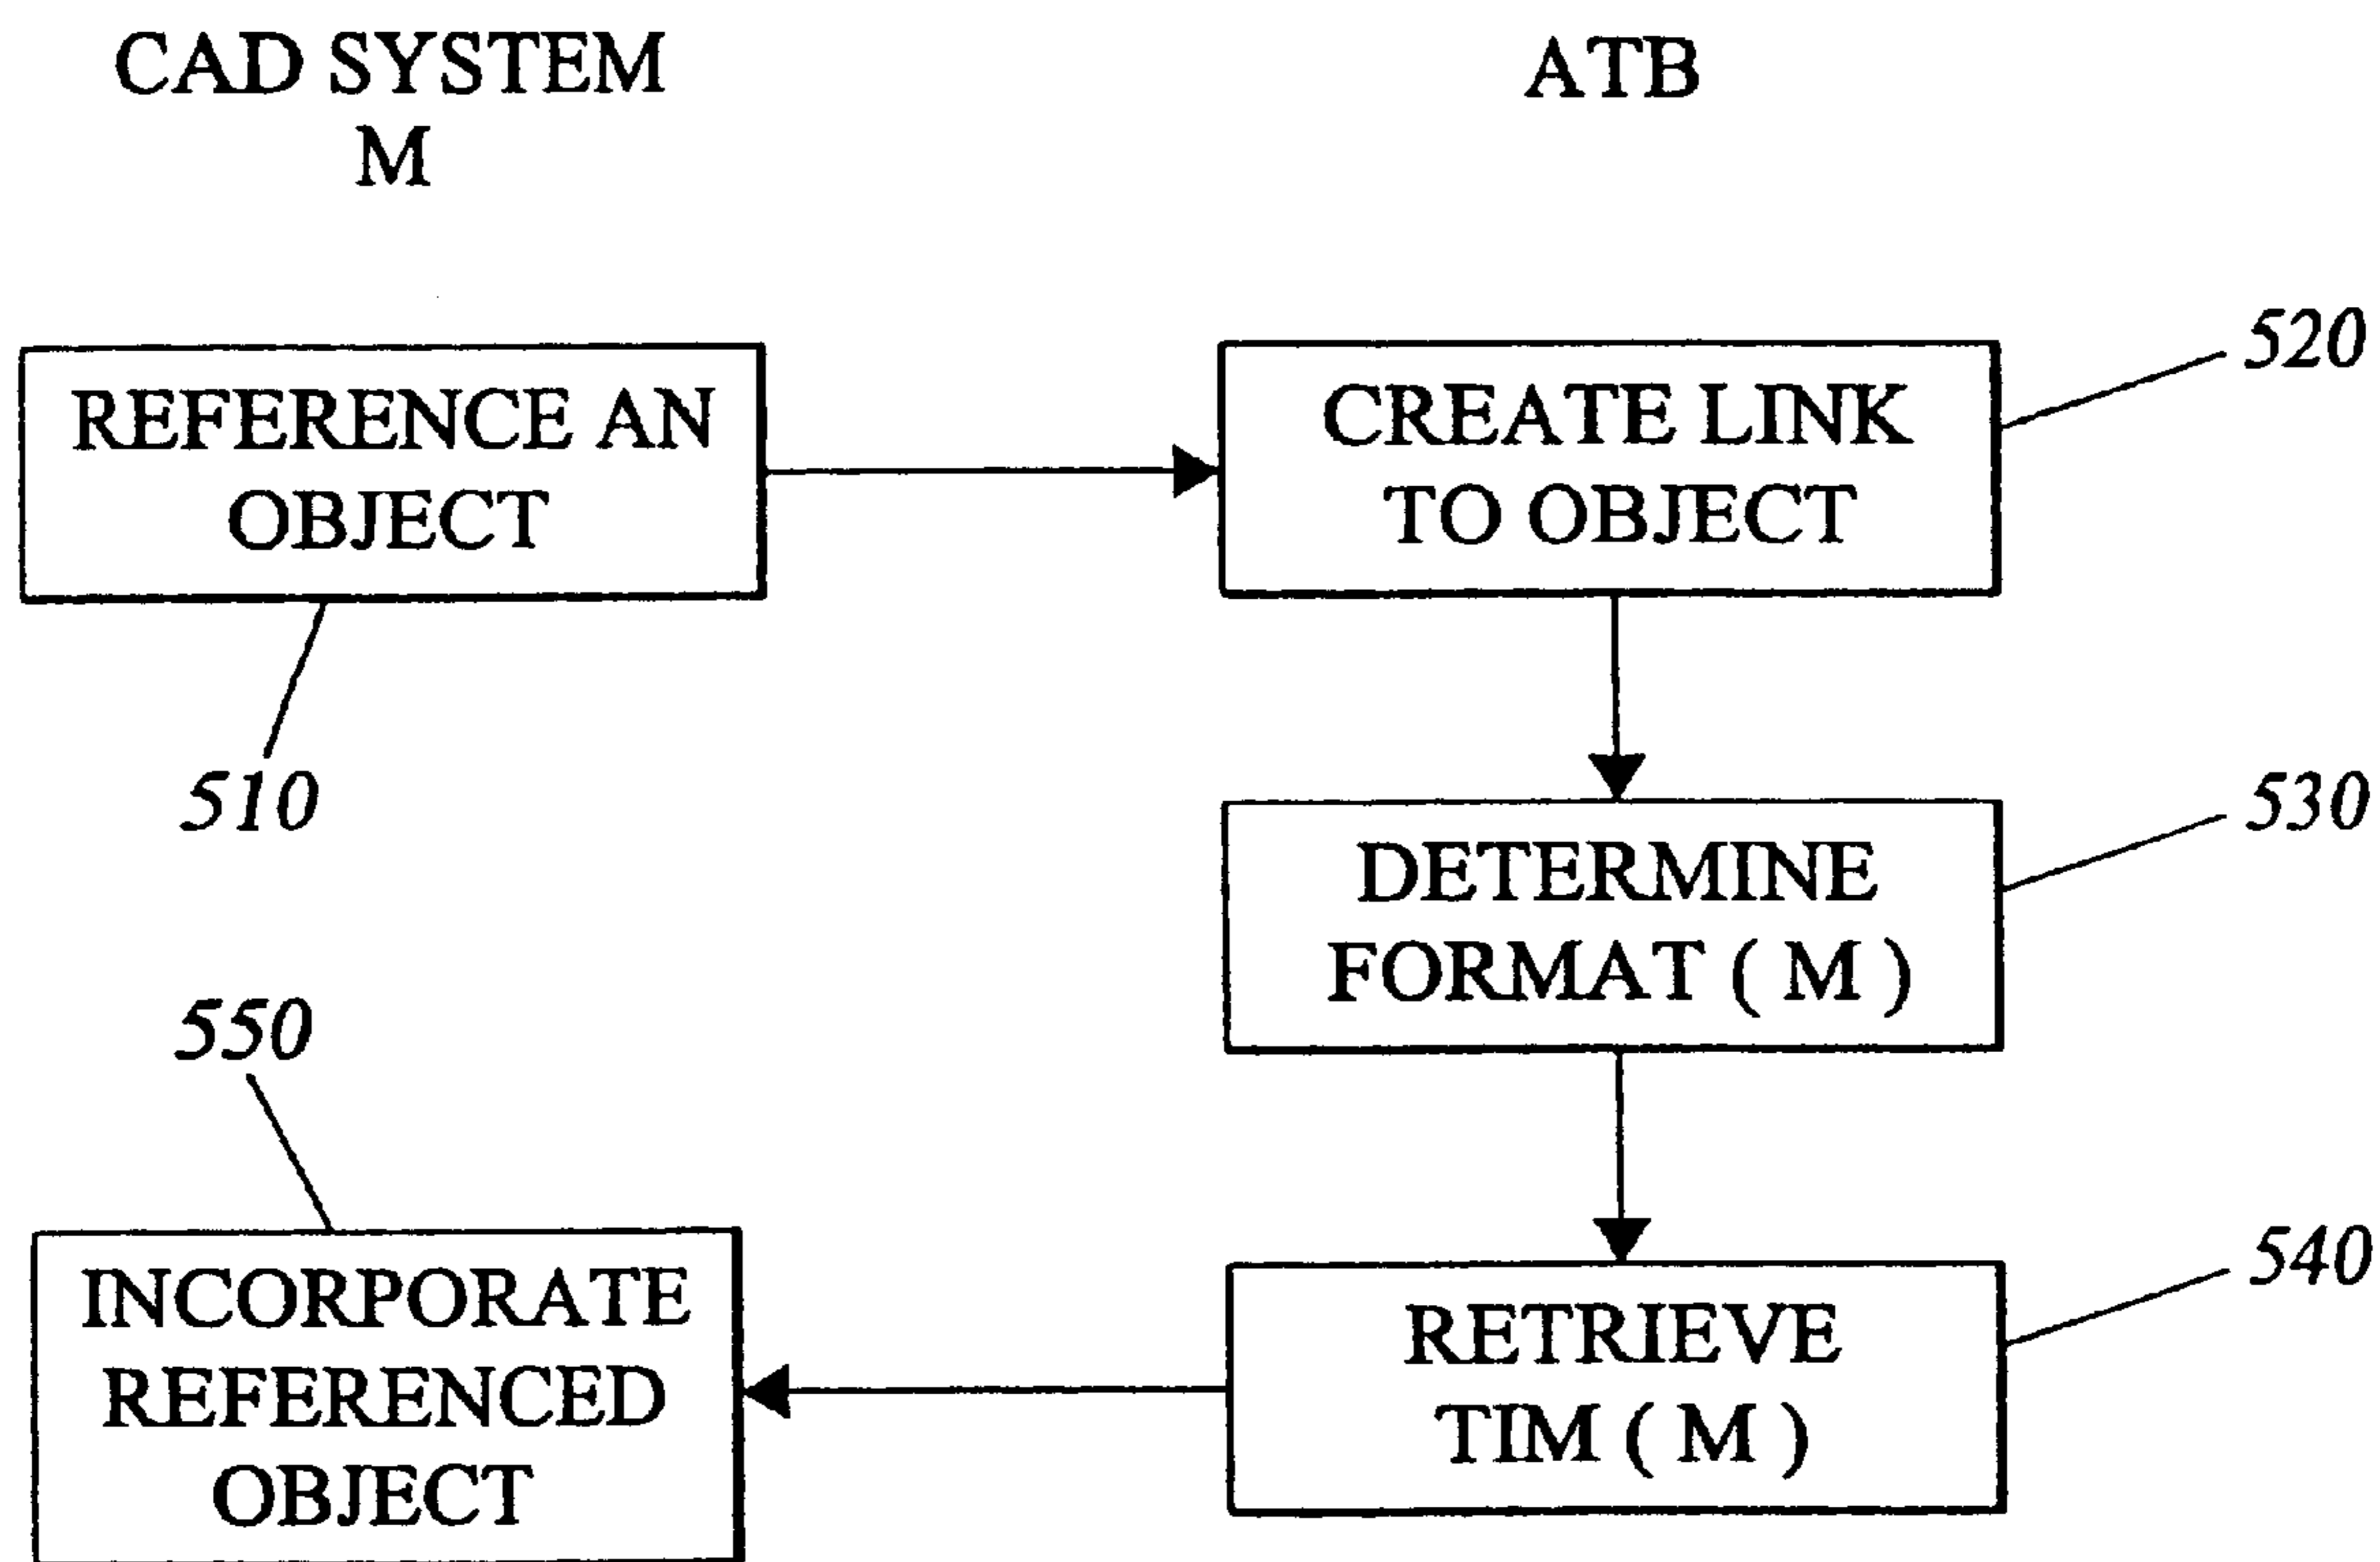 CAD SYSTEM
M
ATB
REFERENCE AN
OBJECT
510
CREATE LINK
TO OBJECT
520
DETERMINE
FORMAT ( M )
530
RETRIEVE
TIM ( M )
540
550
INCORPORATE
REFERENCED
OBJECT